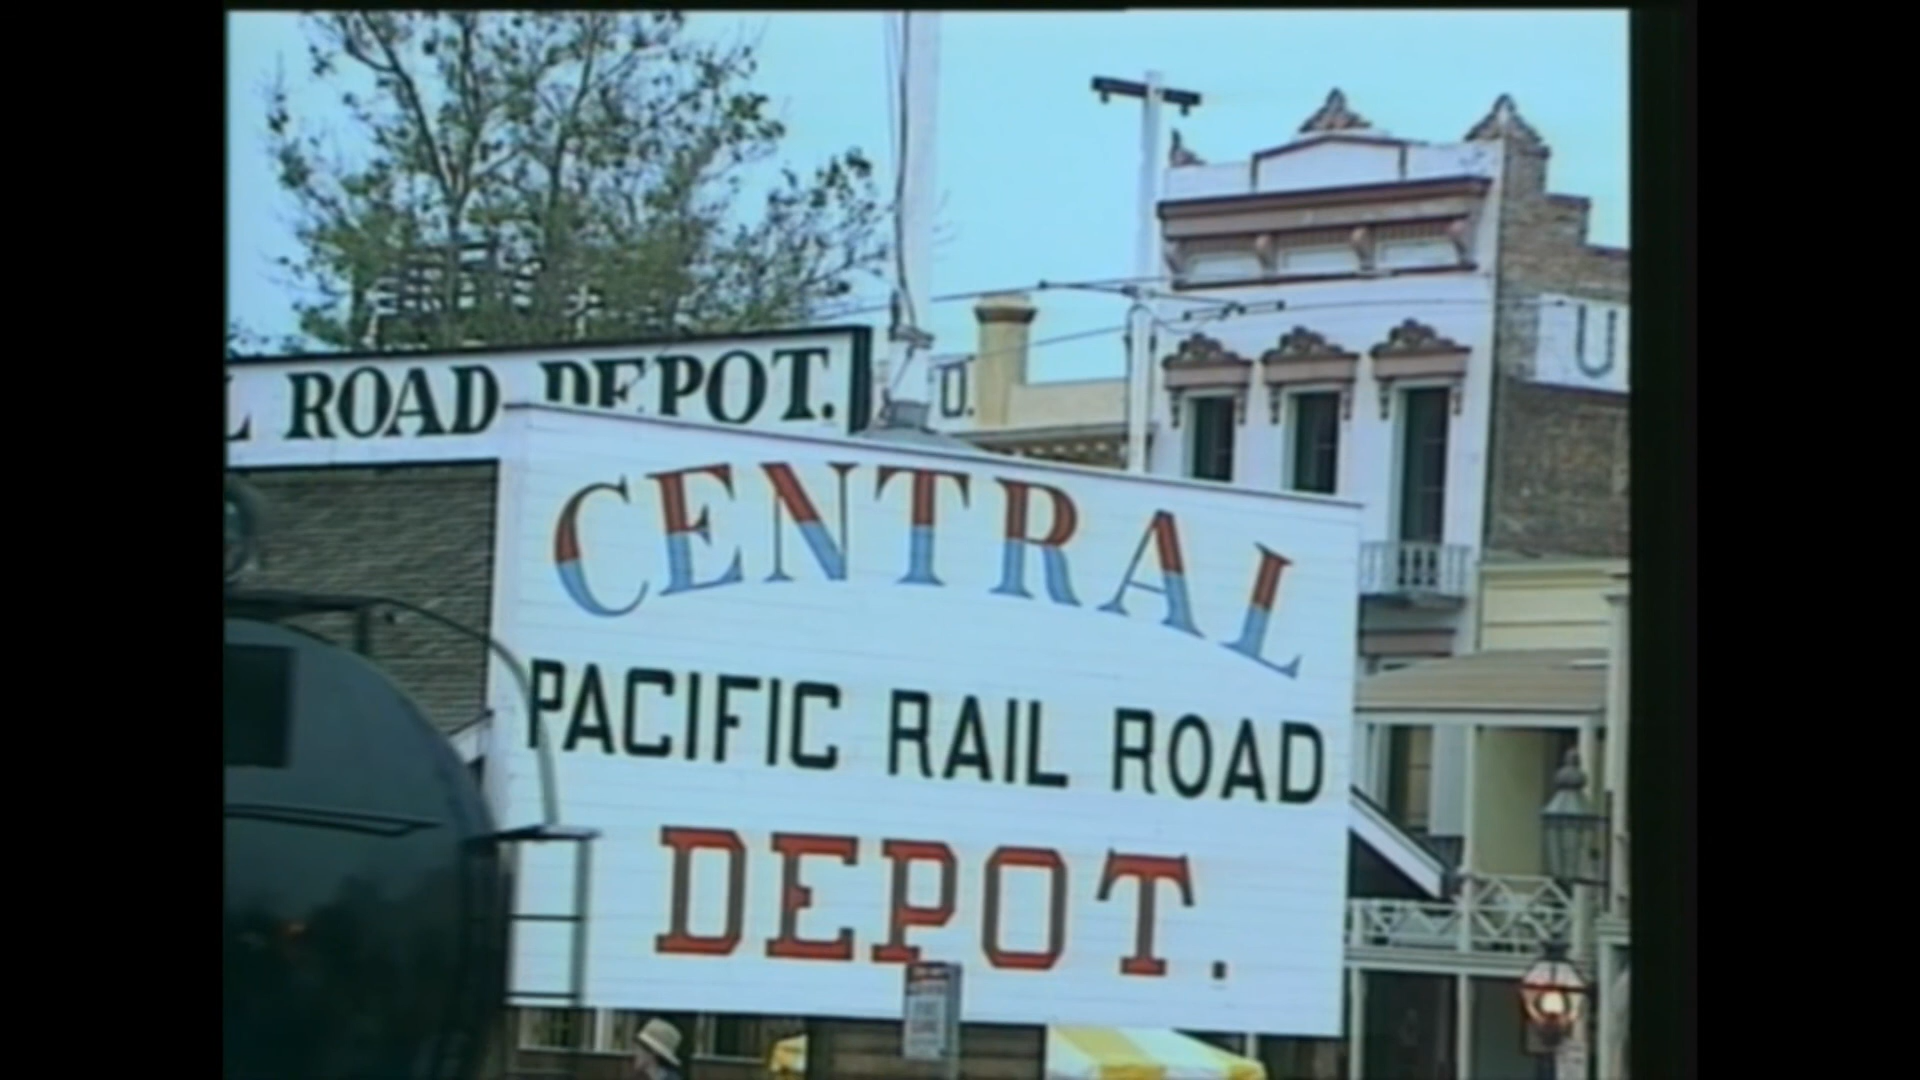 L ROAD DEPOT.
D.
U
CENTRAL
PACIFIC RAIL ROAD
DEPOT.